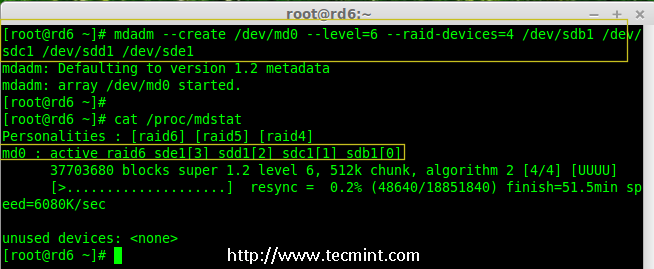 root@rd6:~
[root@rd6 ~]# mdadm --create /dev/md0 --level=6 --raid-devices=4 /dev/sdb1 /dev/
sdc1 /dev/sdd1 /dev/sde1
mdadm: Defaulting to version 1.2 metadata
mdadm: array /dev/md0 started.
[root@rd6 ~]#
[root@rd6 ~]# cat /proc/mdstat
Personalities : [raid6] [raid5] [raid4]
md0 : active raid6 sde1[3] sdd1[2] sdc1[1] sdb1[0]
      37703680 blocks super 1.2 level 6, 512k chunk, algorithm 2 [4/4] [UUUU]
      [>....................]  resync =  0.2% (48640/18851840) finish=51.5min sp
eed=6080K/sec

unused devices: <none>
[root@rd6 ~]#
http://www.tecmint.com